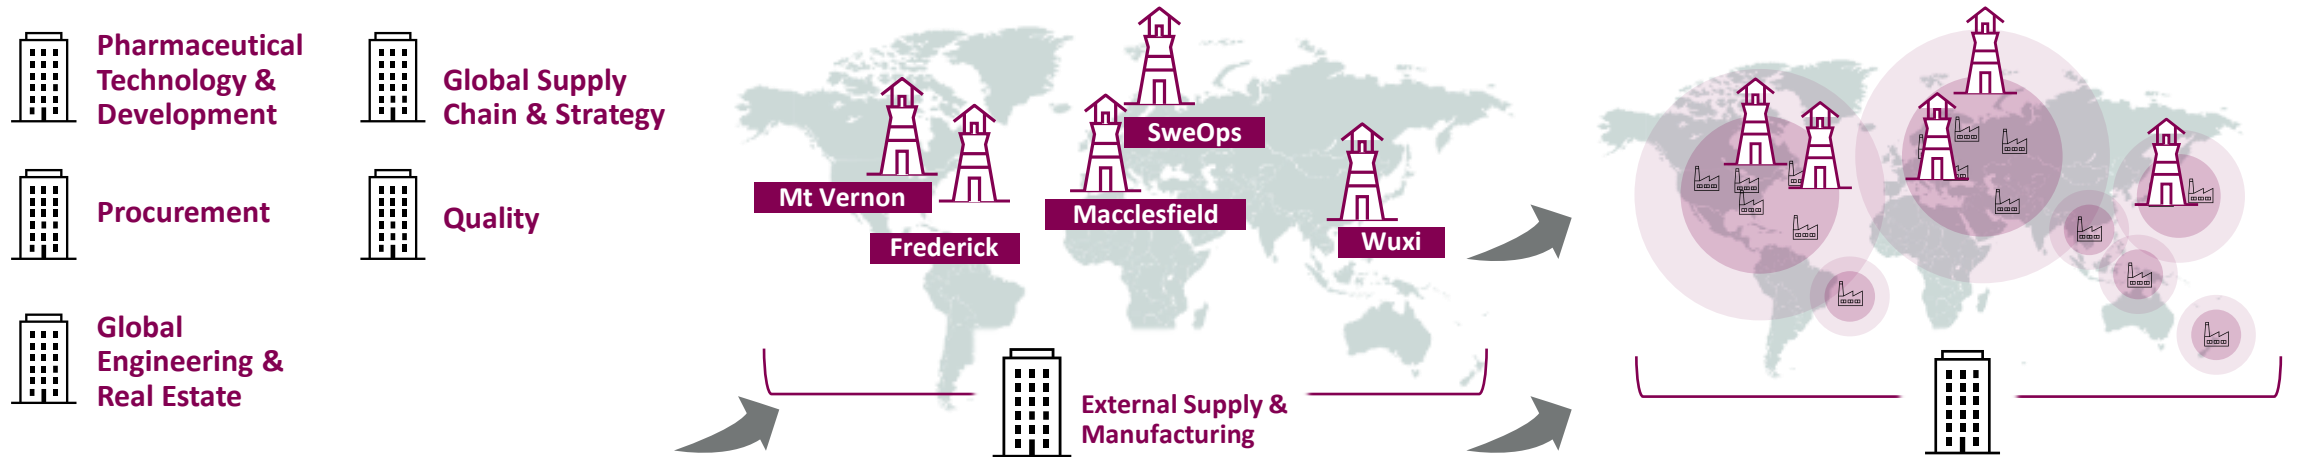 Pharmaceutical
Technology &
Development
Global Supply
Chain & Strategy
Procurement
Quality
Global
Engineering &
Real Estate
SweOps
Mt Vernon
Macclesfield
Frederick
Wuxi
External Supply &
Manufacturing